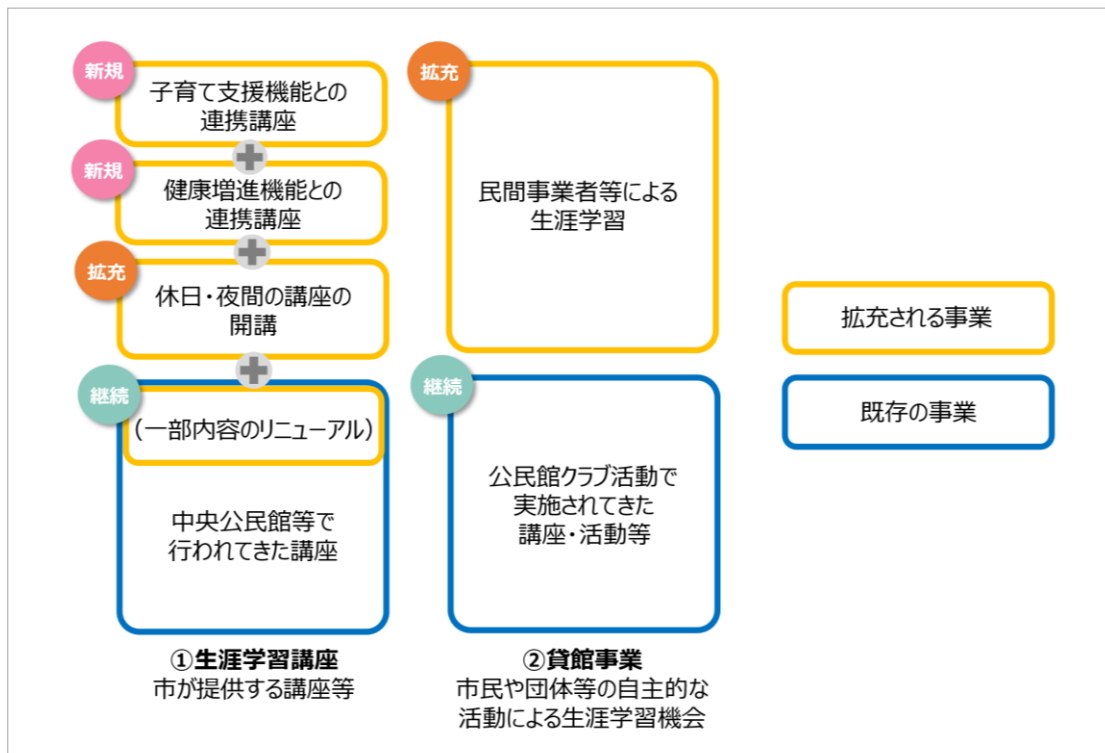 新規
子育て支援機能との
連携講座
新規
健康増進機能との
連携講座
拡充
休日・夜間の講座の
開講
継続
(一部内容のリニューアル)
中央公民館等で
行われてきた講座
①生涯学習講座
市が提供する講座等
拡充
民間事業者等による
生涯学習
継続
公民館クラブ活動で
実施されてきた
講座・活動等
②貸館事業
市民や団体等の自主的な
活動による生涯学習機会
拡充される事業
既存の事業